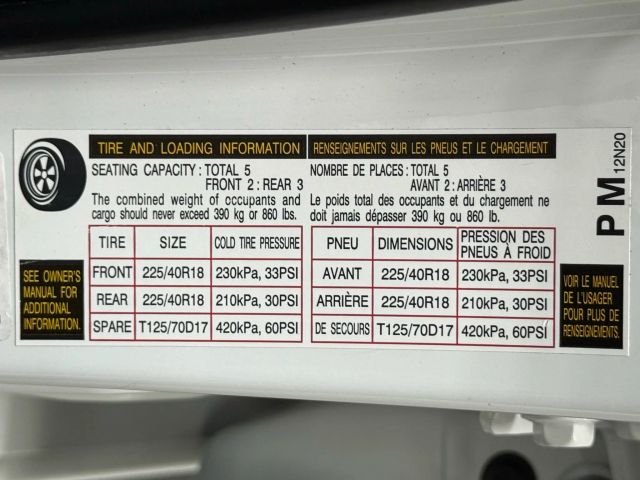 TIRE AND LOADING INFORMATION
SEATING CAPACITY : TOTAL 5
FRONT 2 : REAR 3
The combined weight of occupants and
cargo should never exceed 390 kg or 860 lbs.
TIRE SIZE COLD TIRE PRESSURE
FRONT 225/40R18 230kPa, 33PSI
REAR 225/40R18 210kPa, 30PSI
SPARE T125/70D17 420kPa, 60PSI
SEE OWNER'S
MANUAL FOR
ADDITIONAL
INFORMATION.
RENSEIGNEMENTS SUR LES PNEUS ET LE CHARGEMENT
NOMBRE DE PLACES : TOTAL 5
AVANT 2 : ARRIÈRE 3
Le poids total des occupants et du chargement ne
doit jamais dépasser 390 kg ou 860 lb.
PNEU DIMENSIONS PRESSION DES
PNEUS À FROID
AVANT 225/40R18 230kPa, 33PSI
ARRIÈRE 225/40R18 210kPa, 30PSI
DE SECOURS T125/70D17 420kPa, 60PSI
VOIR LE MANUEL
DE L'USAGER
POUR PLUS DE
RENSEIGNEMENTS.
PM 12N20